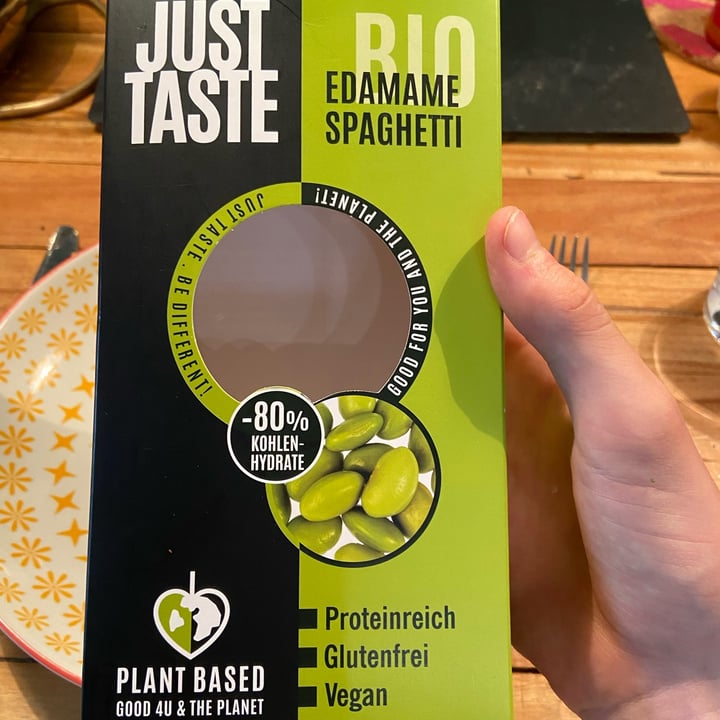 JUST
TASTE
BIO
EDAMAME
SPAGHETTI
JUST TASTE . BE DIFFERENT!
GOOD FOR YOU AND THE PLANET!
-80%
KOHLEN-
HYDRATE
Proteinreich
Glutenfrei
Vegan
PLANT BASED
GOOD 4U & THE PLANET